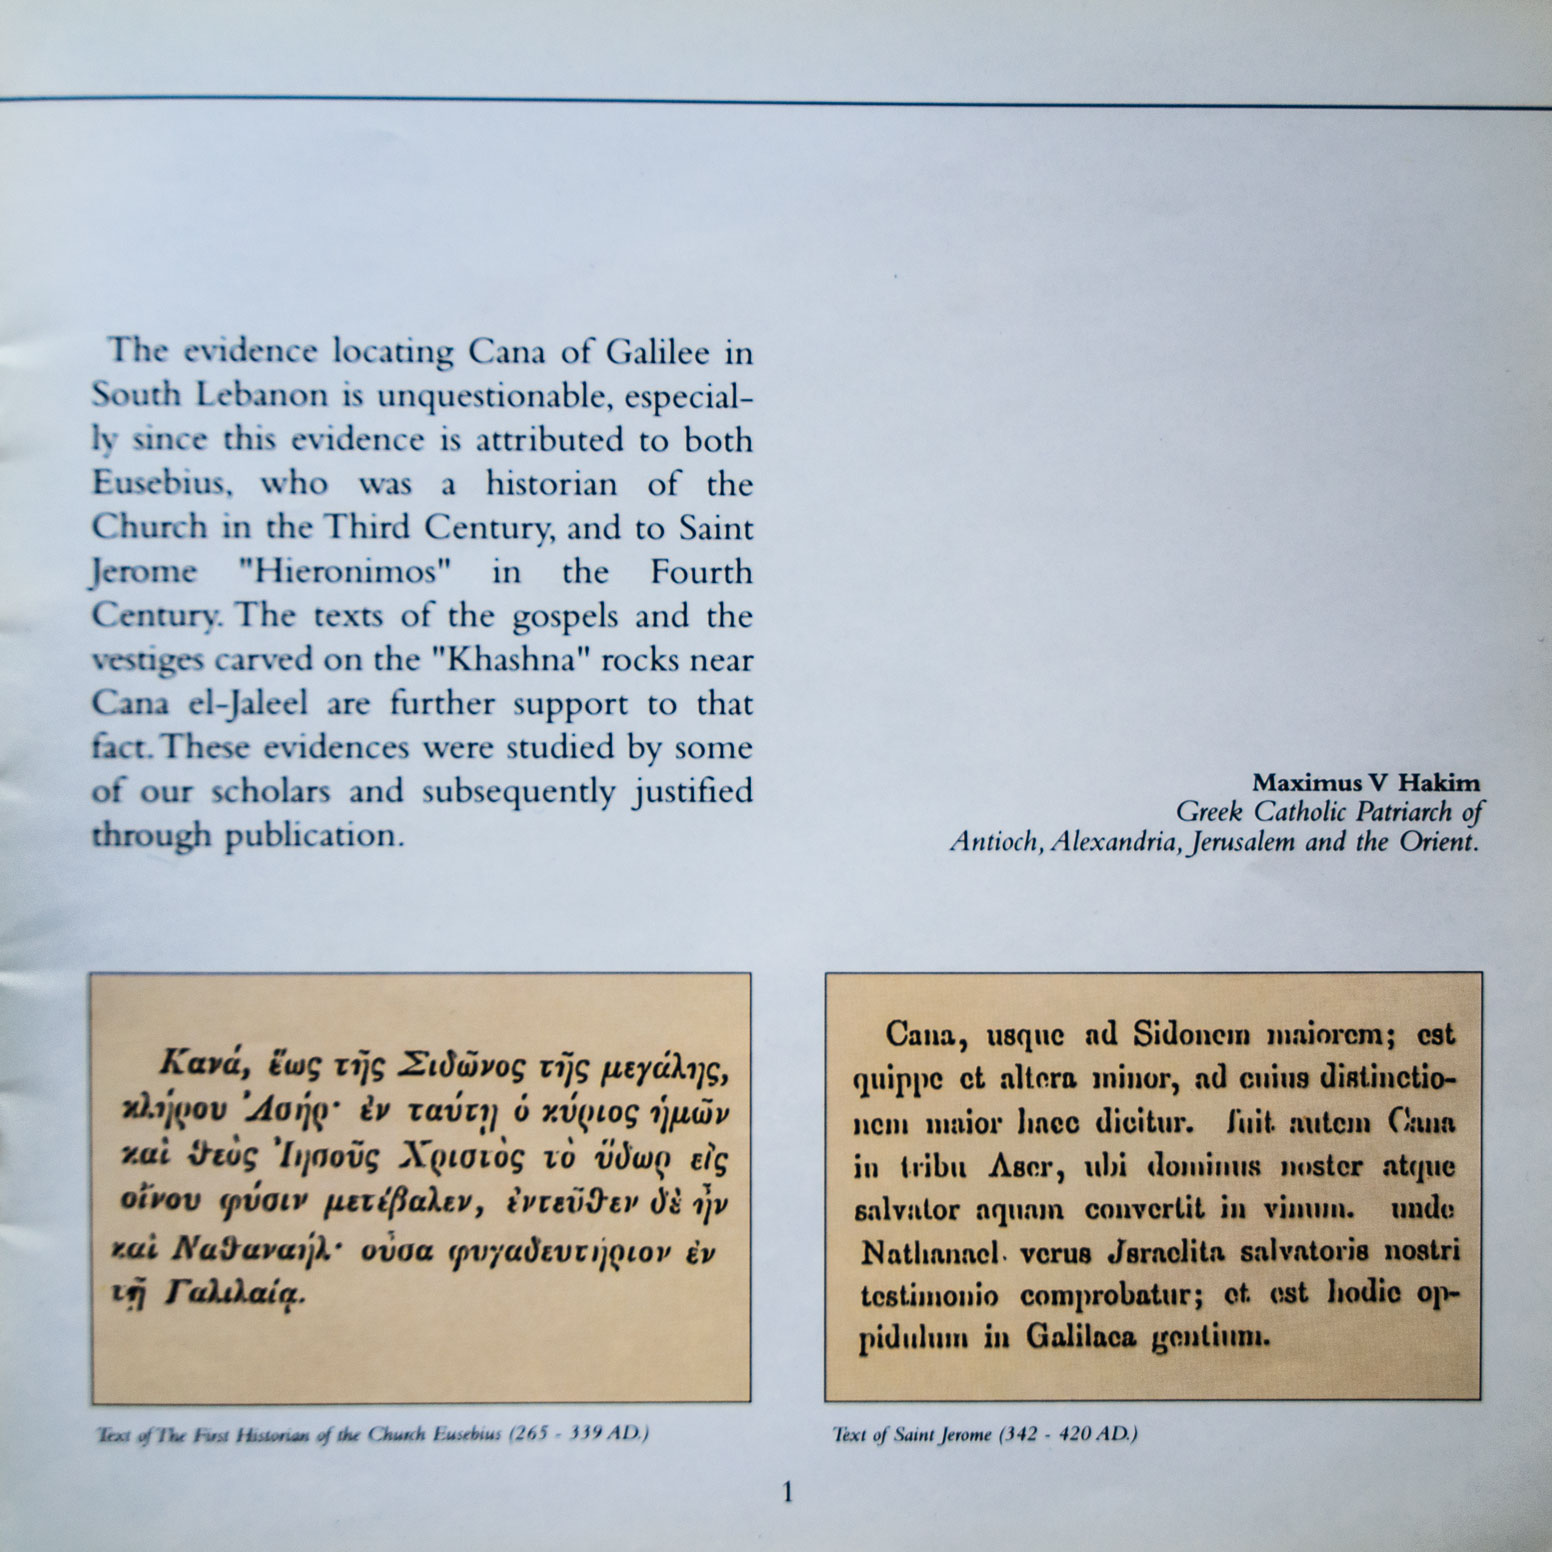 The evidence locating Cana of Galilee in
South Lebanon is unquestionable, especial-
ly since this evidence is attributed to both
Eusebius, who was a historian of the
Church in the Third Century, and to Saint
Jerome "Hieronimos" in the Fourth
Century. The texts of the gospels and the
vestiges carved on the "Khashna" rocks near
Cana el-Jaleel are further support to that
fact. These evidences were studied by some
of our scholars and subsequently justified
through publication.
Maximus V Hakim
Greek Catholic Patriarch of
Antioch, Alexandria, Jerusalem and the Orient.
Κανά, ἕως τῆς Σιδῶνος τῆς μεγάλης,
κλήρου Ἀσήρ· ἐν ταύτῃ ὁ κύριος ἡμῶν
καὶ θεὸς Ἰησοῦς Χριστὸς τὸ ὕδωρ εἰς
οἴνου φύσιν μετέβαλεν, ἐντεῦθεν δὲ ἦν
καὶ Ναθαναήλ· οὖσα φυγαδευτήριον ἐν
τῇ Γαλιλαίᾳ.
Text of The First Historian of the Church Eusebius (265 - 339 AD.)
Cana, usque ad Sidonem maiorem; est
quippe et altera minor, ad cuius distinctio-
nem maior haec dicitur. fuit autem Cana
in tribu Aser, ubi dominus noster atque
salvator aquam convertit in vinum. unde
Nathanael verus Israelita salvatoris nostri
testimonio comprobatur; et est hodie op-
pidulum in Galilaea gentium.
Text of Saint Jerome (342 - 420 AD.)
1